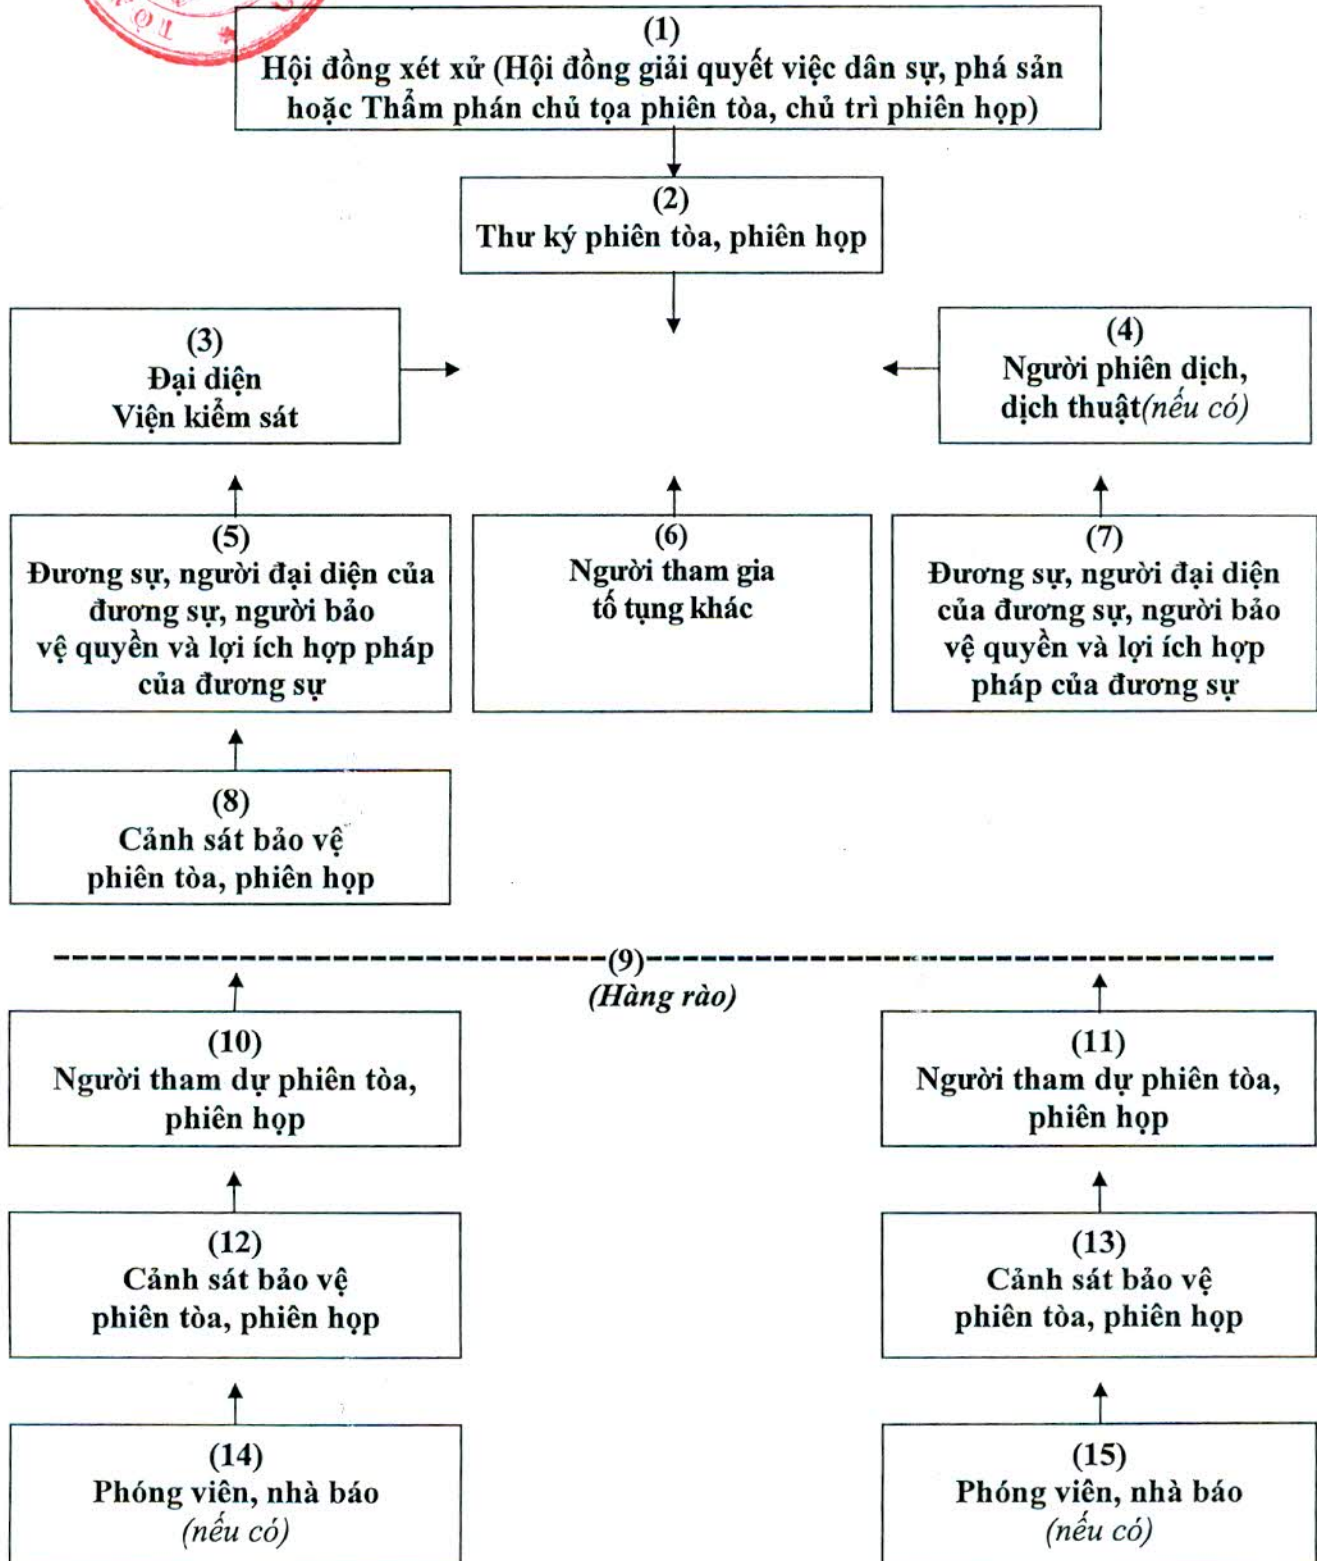 (1)
Hội đồng xét xử (Hội đồng giải quyết việc dân sự, phá sản
hoặc Thẩm phán chủ tọa phiên tòa, chủ trì phiên họp)
(2)
Thư ký phiên tòa, phiên họp
(3)
Đại diện
Viện kiểm sát
(4)
Người phiên dịch,
dịch thuật(nếu có)
(5)
Đương sự, người đại diện của
đương sự, người bảo
vệ quyền và lợi ích hợp pháp
của đương sự
(6)
Người tham gia
tố tụng khác
(7)
Đương sự, người đại diện
của đương sự, người bảo
vệ quyền và lợi ích hợp
pháp của đương sự
(8)
Cảnh sát bảo vệ
phiên tòa, phiên họp
(9)
(Hàng rào)
(10)
Người tham dự phiên tòa,
phiên họp
(11)
Người tham dự phiên tòa,
phiên họp
(12)
Cảnh sát bảo vệ
phiên tòa, phiên họp
(13)
Cảnh sát bảo vệ
phiên tòa, phiên họp
(14)
Phóng viên, nhà báo
(nếu có)
(15)
Phóng viên, nhà báo
(nếu có)